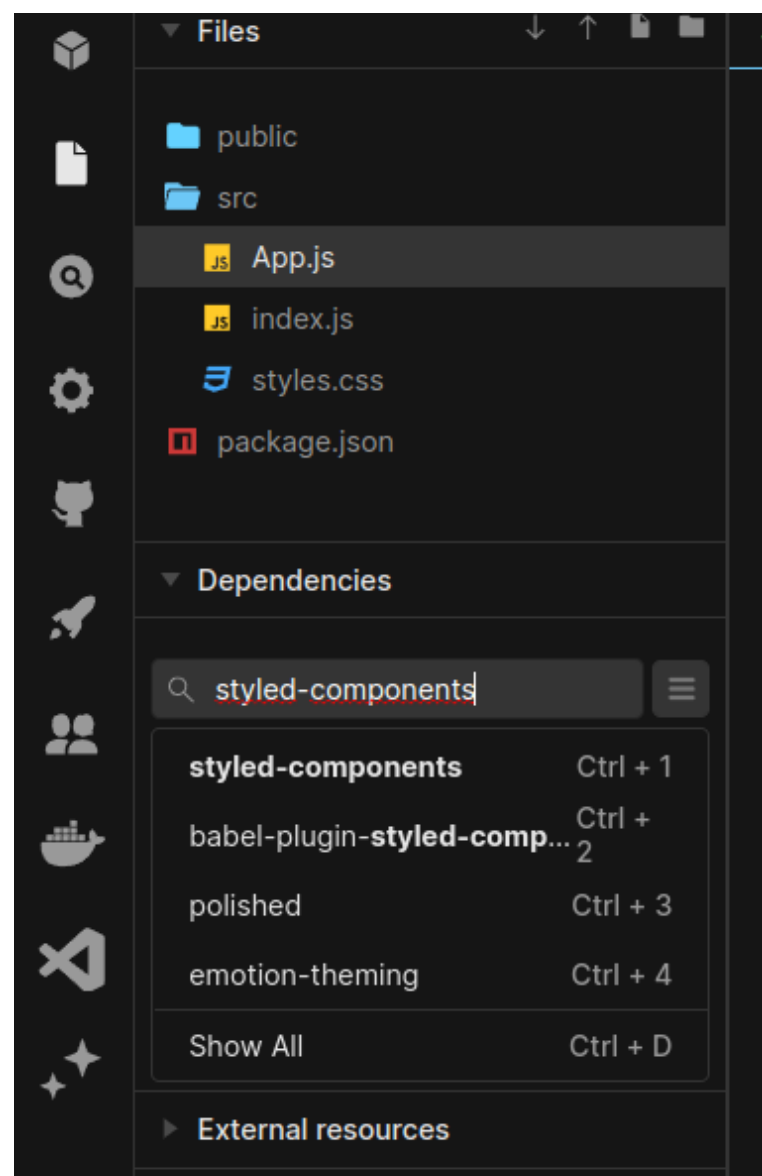 Files
public
src
JS App.js
JS index.js
styles.css
package.json
Dependencies
styled-components
styled-components Ctrl + 1
babel-plugin-styled-comp... Ctrl + 2
polished Ctrl + 3
emotion-theming Ctrl + 4
Show All Ctrl + D
External resources